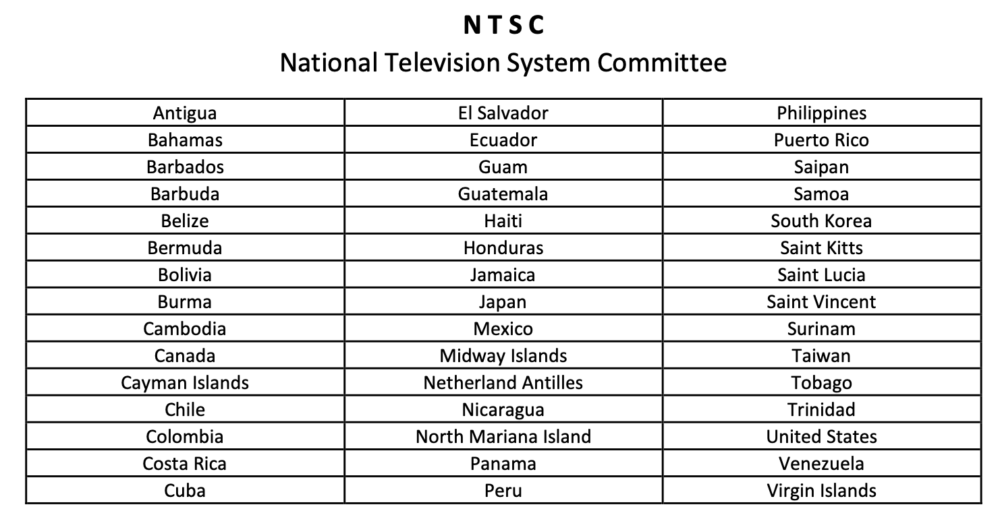 N T S C
National Television System Committee
Antigua El Salvador Philippines
Bahamas Ecuador Puerto Rico
Barbados Guam Saipan
Barbuda Guatemala Samoa
Belize Haiti South Korea
Bermuda Honduras Saint Kitts
Bolivia Jamaica Saint Lucia
Burma Japan Saint Vincent
Cambodia Mexico Surinam
Canada Midway Islands Taiwan
Cayman Islands Netherland Antilles Tobago
Chile Nicaragua Trinidad
Colombia North Mariana Island United States
Costa Rica Panama Venezuela
Cuba Peru Virgin Islands